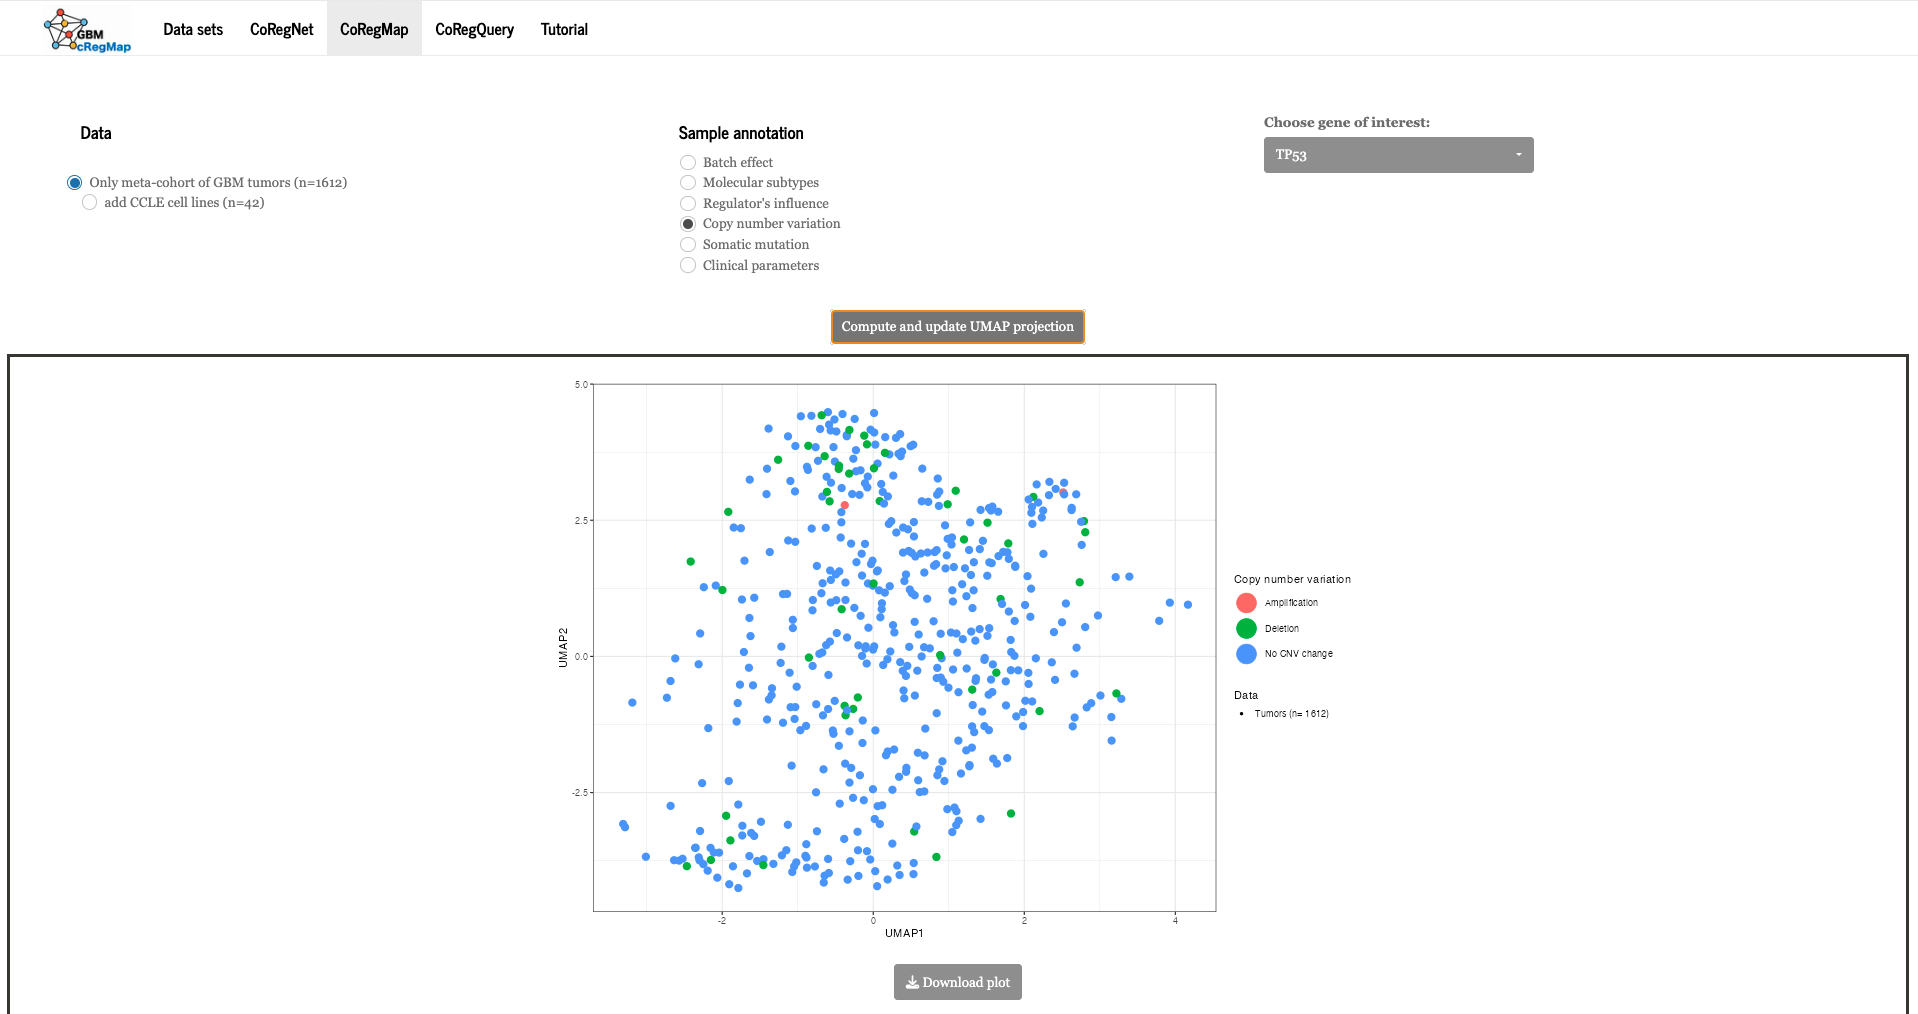 GBM
cRegMap
Data sets
CoRegNet
CoRegMap
CoRegQuery
Tutorial
Data
Only meta-cohort of GBM tumors (n=1612)
add CCLE cell lines (n=42)
Sample annotation
Batch effect
Molecular subtypes
Regulator's influence
Copy number variation
Somatic mutation
Clinical parameters
Choose gene of interest:
TP53
Compute and update UMAP projection
5.0
2.5
0.0
-2.5
UMAP2
-2
0
2
4
UMAP1
Copy number variation
Amplification
Deletion
No CNV change
Data
Tumors (n= 1612)
Download plot